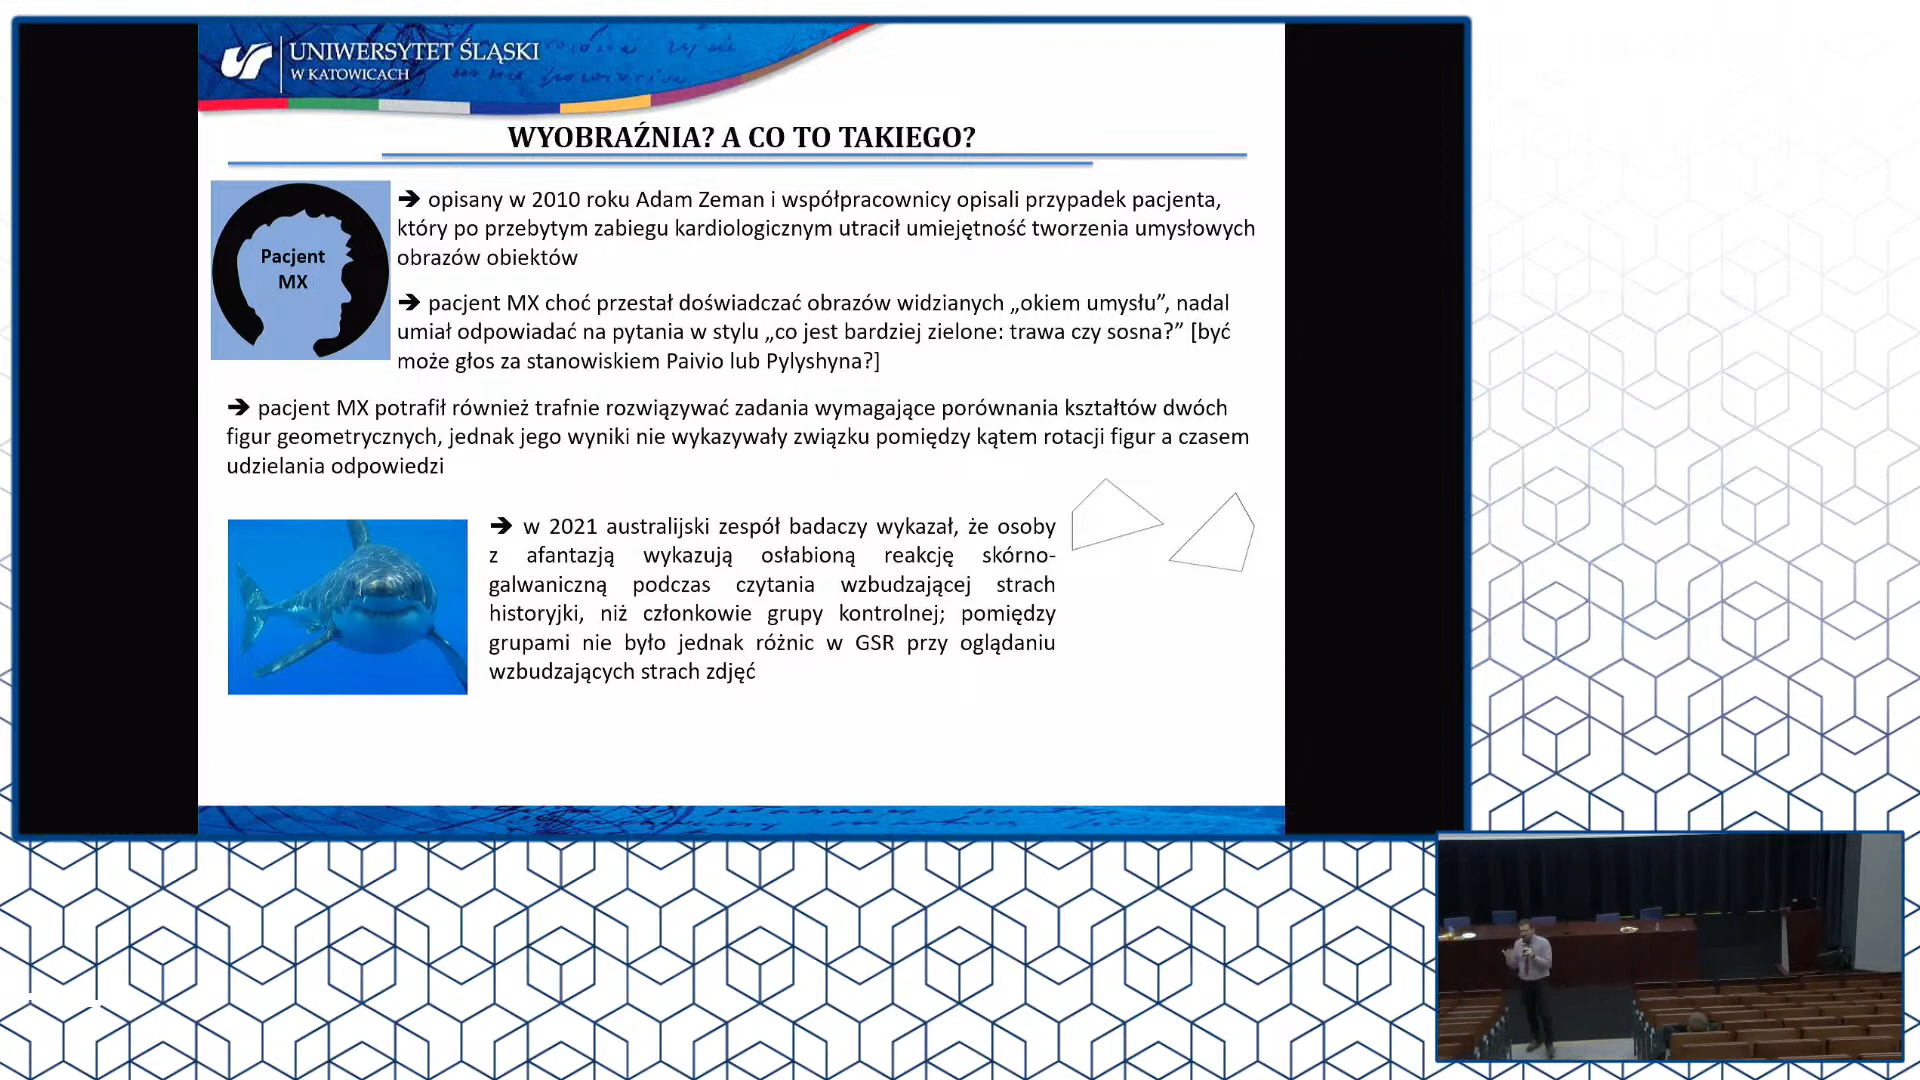 UNIWERSYTET ŚLĄSKI
W KATOWICACH
WYOBRAŹNIA? A CO TO TAKIEGO?
Pacjent
MX
➔ opisany w 2010 roku Adam Zeman i współpracownicy opisali przypadek pacjenta,
który po przebytym zabiegu kardiologicznym utracił umiejętność tworzenia umysłowych
obrazów obiektów
➔ pacjent MX choć przestał doświadczać obrazów widzianych „okiem umysłu”, nadal
umiał odpowiadać na pytania w stylu „co jest bardziej zielone: trawa czy sosna?” [być
może głos za stanowiskiem Paivio lub Pylyshyna?]
➔ pacjent MX potrafił również trafnie rozwiązywać zadania wymagające porównania kształtów dwóch
figur geometrycznych, jednak jego wyniki nie wykazywały związku pomiędzy kątem rotacji figur a czasem
udzielania odpowiedzi
➔ w 2021 australijski zespół badaczy wykazał, że osoby
z afantazją wykazują osłabioną reakcję skórno-
galwaniczną podczas czytania wzbudzającej strach
historyjki, niż członkowie grupy kontrolnej; pomiędzy
grupami nie było jednak różnic w GSR przy oglądaniu
wzbudzających strach zdjęć